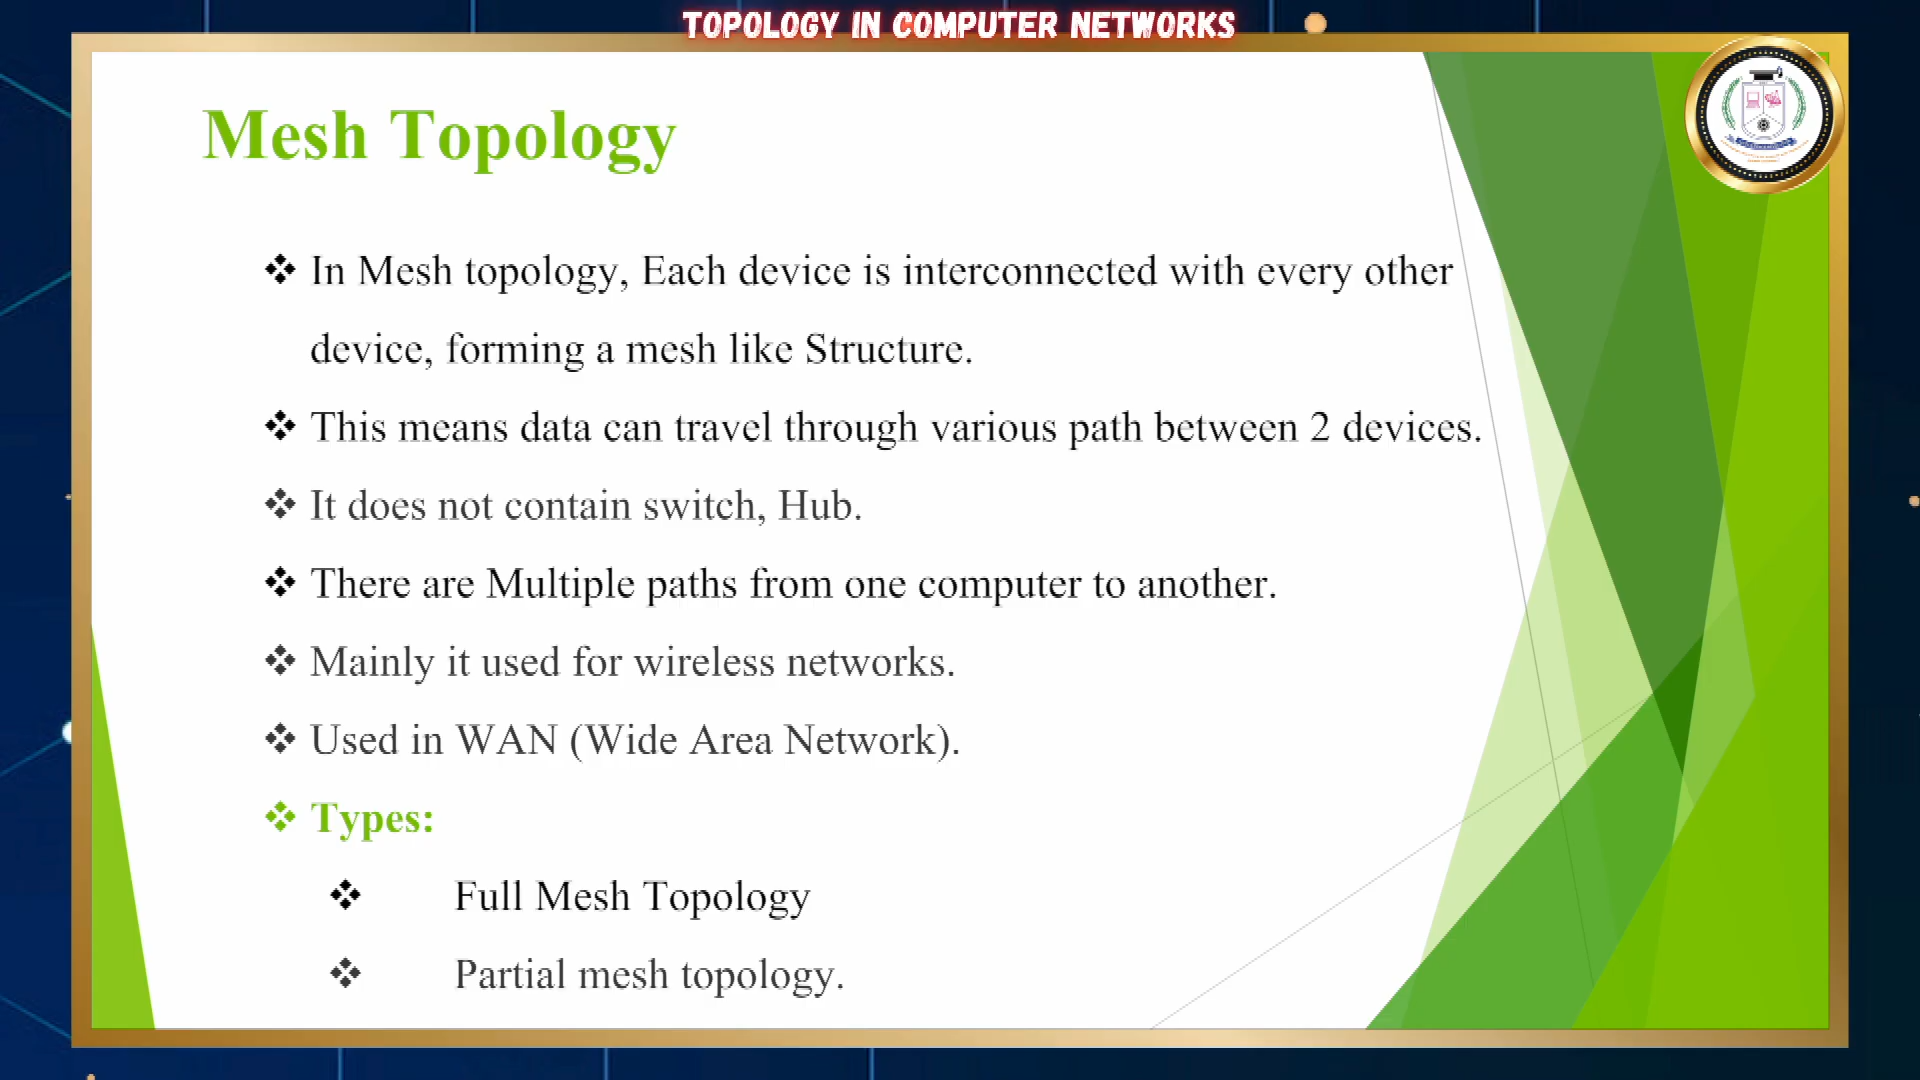 TOPOLOGY IN COMPUTER NETWORKS
Mesh Topology
❖ In Mesh topology, Each device is interconnected with every other
device, forming a mesh like Structure.
❖ This means data can travel through various path between 2 devices.
❖ It does not contain switch, Hub.
❖ There are Multiple paths from one computer to another.
❖ Mainly it used for wireless networks.
❖ Used in WAN (Wide Area Network).
❖ Types:
❖ Full Mesh Topology
❖ Partial mesh topology.